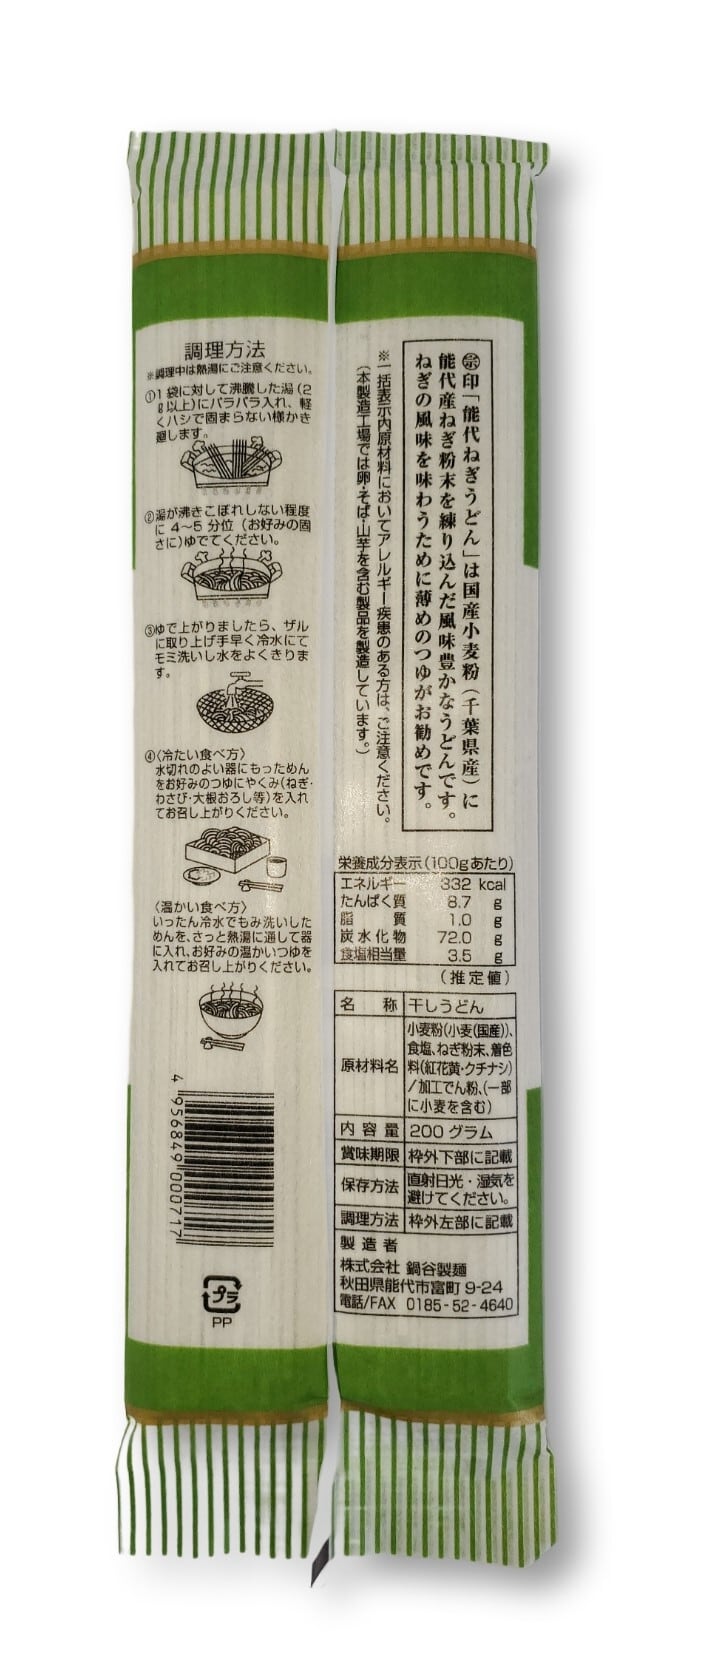 調理方法
※調理中は熱湯にご注意ください。
①1袋に対して沸騰した湯(2
ℓ以上)にパラパラ入れ、軽
くハシで固まらない様かき
廻します。
②湯が沸きこぼれしない程度
に 4〜5 分位(お好みの固
さに)ゆでてください。
③ゆで上がりましたら、ザル
に取り上げ手早く冷水にて
モミ洗いし水をよくきりま
す。
④〈冷たい食べ方〉
水切れのよい器にもっためん
をお好みのつゆにやくみ(ねぎ・
わさび・大根おろし等)を入れ
てお召し上がりください。
〈温かい食べ方〉
いったん冷水でもみ洗いした
めんを、さっと熱湯に通して器
に入れ、お好みの温かいつゆを
入れてお召し上がりください。
4 956849 000717
プラ
PP
印「能代ねぎうどん」は国産小麦粉(千葉県産)に
能代産ねぎ粉末を練り込んだ風味豊かなうどんです。
ねぎの風味を味わうために薄めのつゆがお勧めです。
※一括表示内原材料においてアレルギー疾患のある方は、ご注意ください。
(本製造工場では卵・そば・山芋を含む製品を製造しています。)
栄養成分表示(100gあたり)
エネルギー 332 kcal
たんぱく質 8.7 g
脂質 1.0 g
炭水化物 72.0 g
食塩相当量 3.5 g
(推定値)
名称 干しうどん
原材料名 小麦粉(小麦(国産))、
食塩、ねぎ粉末、着色
料(紅花黄・クチナシ)
/加工でん粉、(一部
に小麦を含む)
内容量 200 グラム
賞味期限 枠外下部に記載
保存方法 直射日光・湿気を
避けてください。
調理方法 枠外左部に記載
製造者
株式会社 鍋谷製麺
秋田県能代市富町 9-24
電話/FAX 0185-52-4640